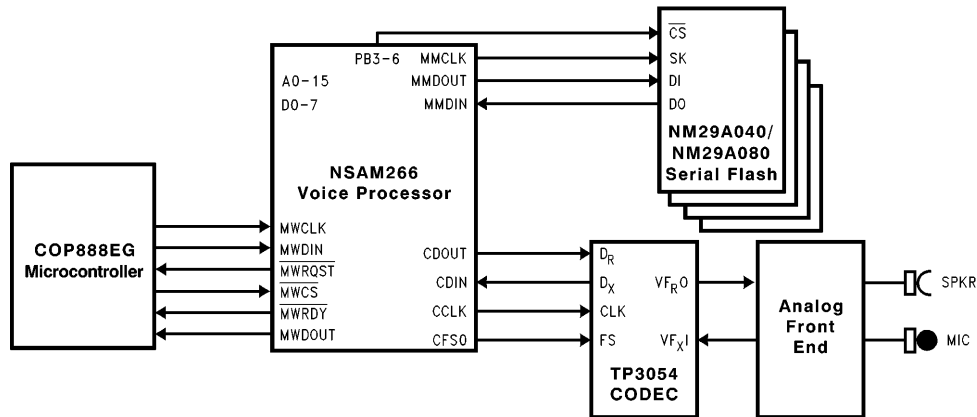 PB3-6
MMCLK
A0-15
MMDOUT
D0-7
MMDIN
NSAM266
Voice Processor
MWCLK
MWDIN
MWRQST
MWCS
MWRDY
MWDOUT
CDOUT
CDIN
CCLK
CFS0
COP888EG
Microcontroller
CS
SK
DI
DO
NM29A040/
NM29A080
Serial Flash
DR
DX
CLK
FS
VFRO
VFXI
TP3054
CODEC
Analog
Front
End
SPKR
MIC